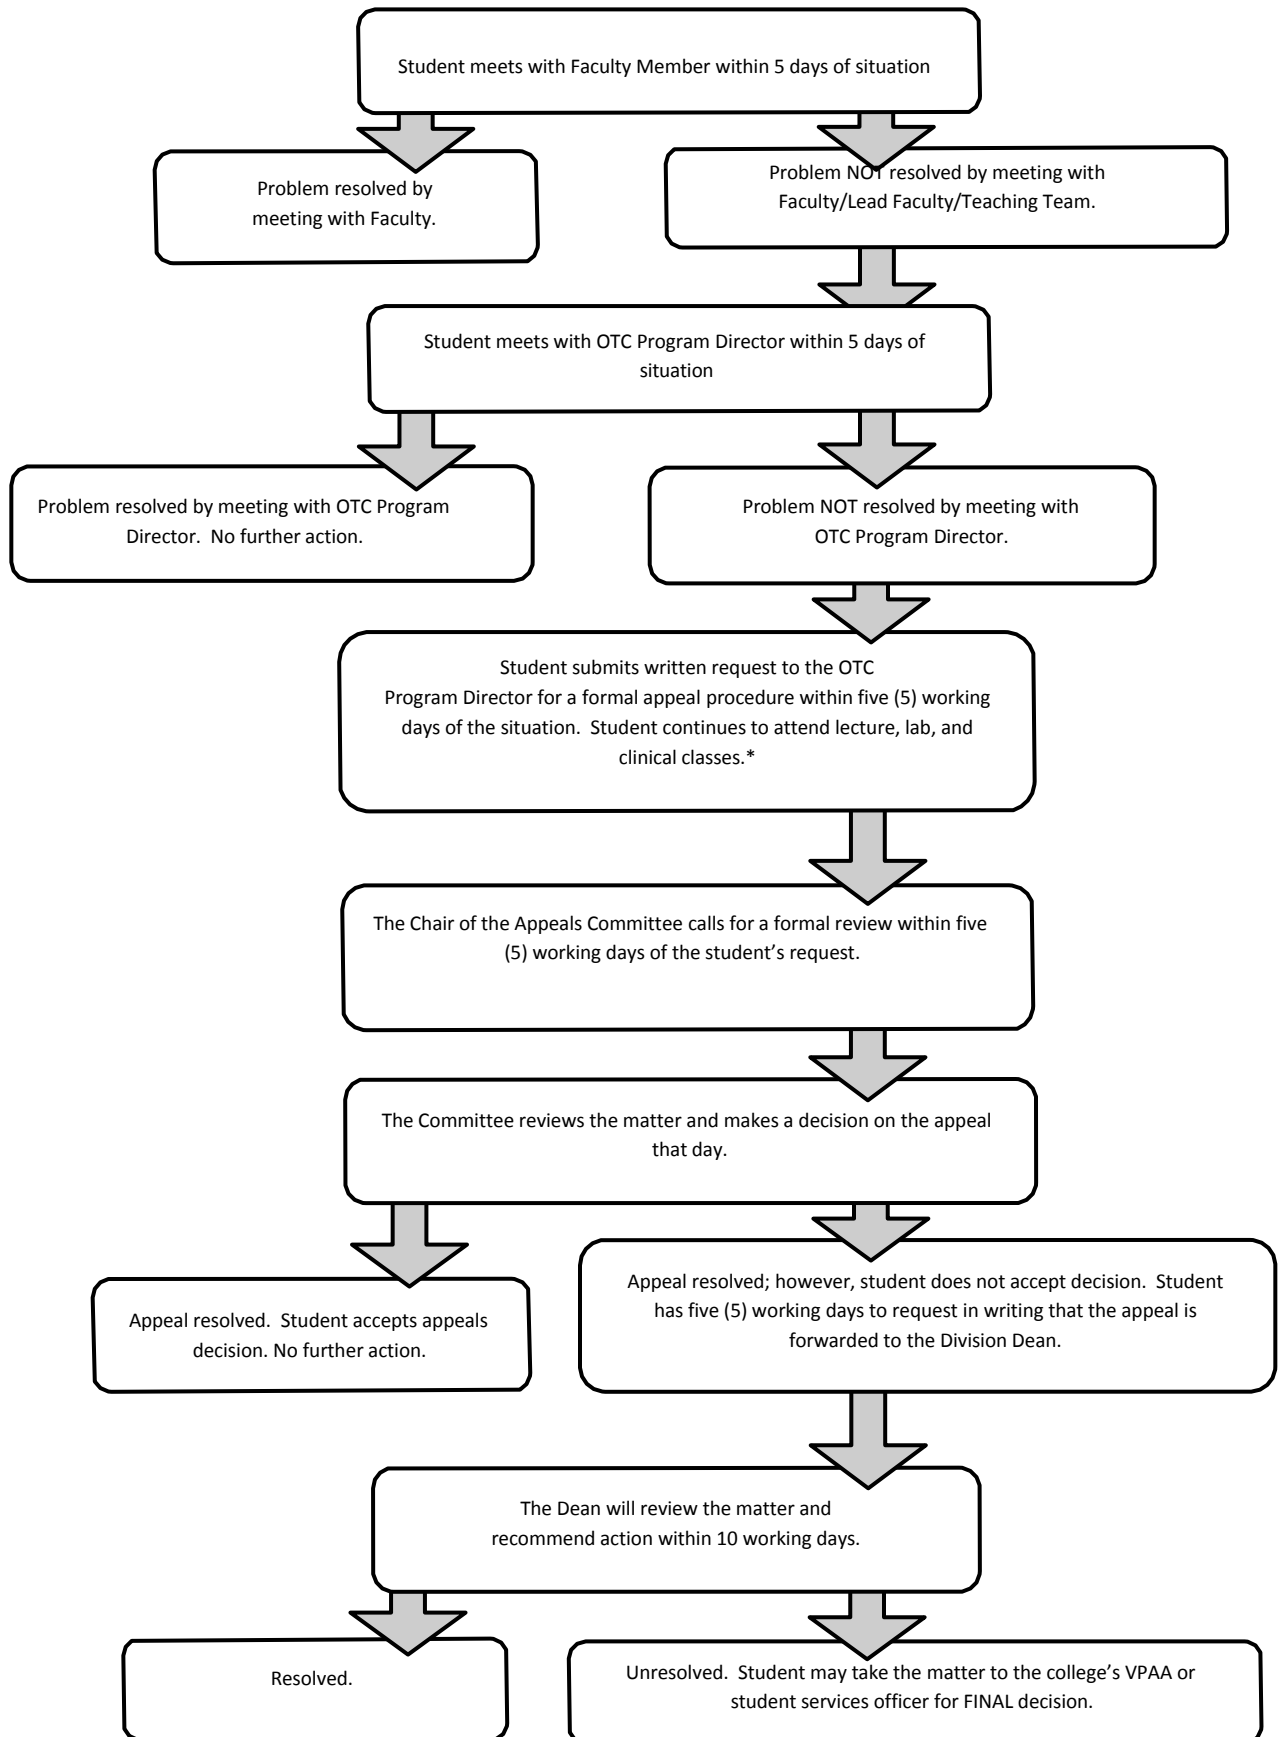 Student meets with Faculty Member within 5 days of situation
Problem resolved by
meeting with Faculty.
Problem NOT resolved by meeting with
Faculty/Lead Faculty/Teaching Team.
Student meets with OTC Program Director within 5 days of
situation
Problem resolved by meeting with OTC Program
Director.  No further action.
Problem NOT resolved by meeting with
OTC Program Director.
Student submits written request to the OTC
Program Director for a formal appeal procedure within five (5) working
days of the situation.  Student continues to attend lecture, lab, and
clinical classes.*
The Chair of the Appeals Committee calls for a formal review within five
(5) working days of the student’s request.
The Committee reviews the matter and makes a decision on the appeal
that day.
Appeal resolved.  Student accepts appeals
decision. No further action.
Appeal resolved; however, student does not accept decision.  Student
has five (5) working days to request in writing that the appeal is
forwarded to the Division Dean.
The Dean will review the matter and
recommend action within 10 working days.
Resolved.
Unresolved.  Student may take the matter to the college’s VPAA or
student services officer for FINAL decision.